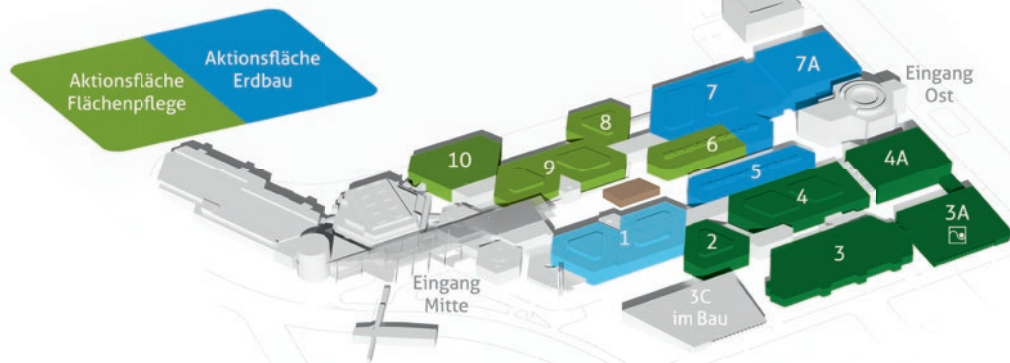 Aktionsfläche
Flächenpflege
Aktionsfläche
Erdbau
7A
Eingang
Ost
7
8
6
10
9
4A
5
4
3A
1
2
3
Eingang
Mitte
3C
im Bau